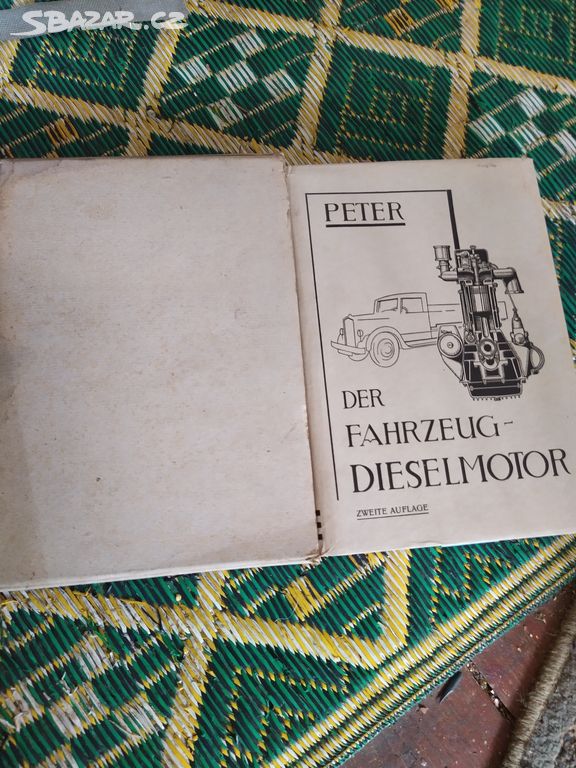 SBAZAR.CZ
PETER
DER
FAHRZEUG-
DIESELMOTOR
ZWEITE AUFLAGE